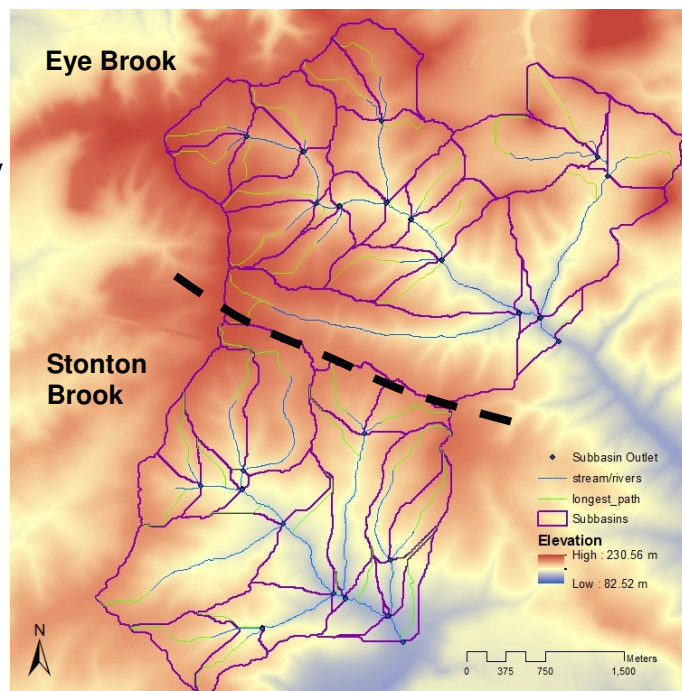 Eye Brook
Stonton
Brook
Subbasin Outlet
stream/rivers
longest_path
Subbasins
Elevation
High : 230.56 m
Low : 82.52 m
N
Meters
0 375 750 1,500